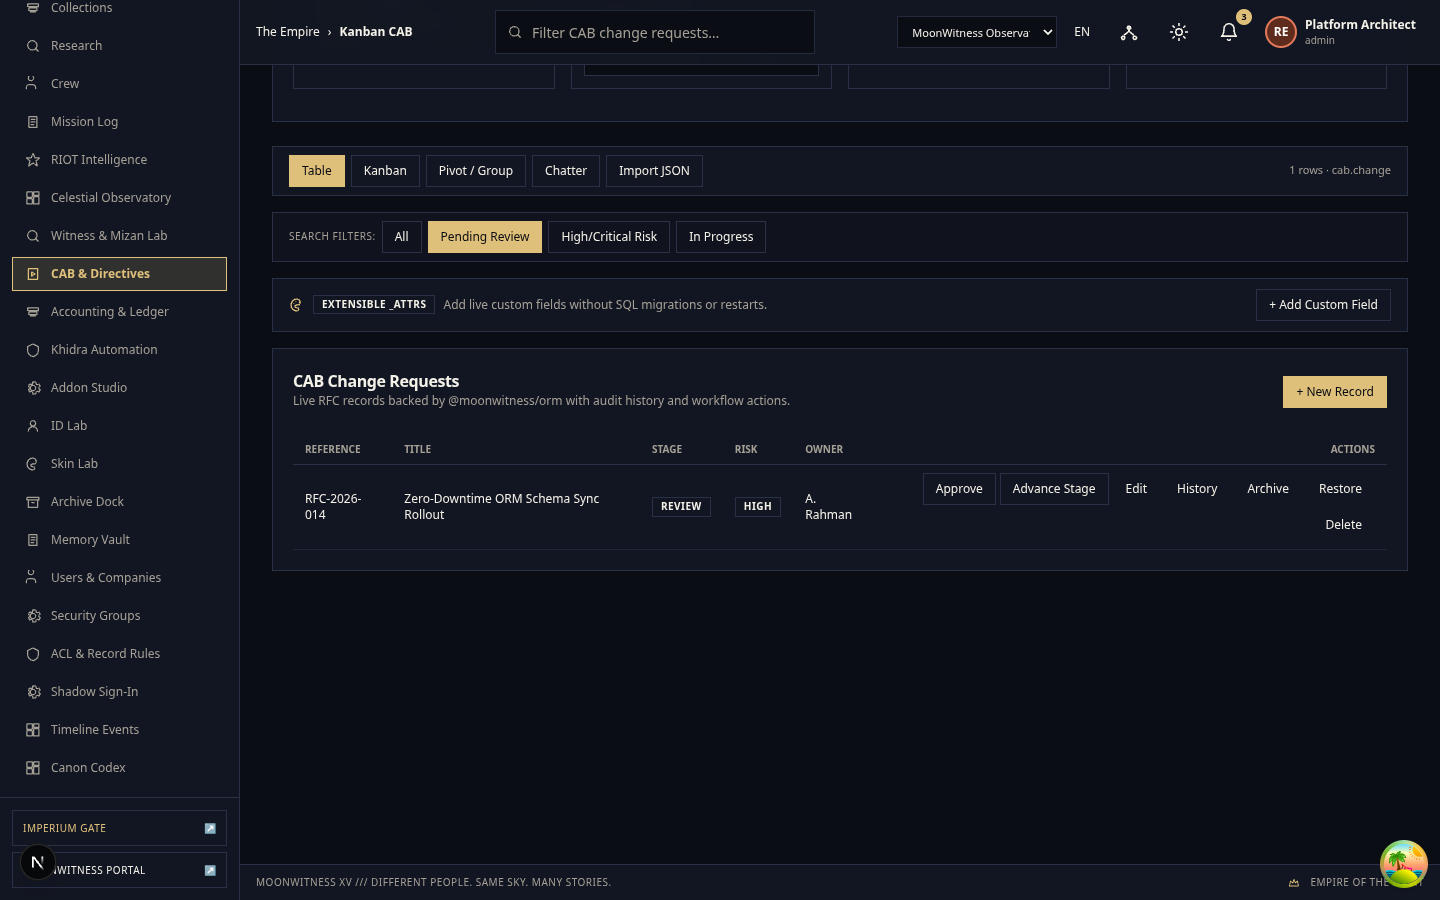 Collections
Research
Crew
Mission Log
RIOT Intelligence
Celestial Observatory
Witness & Mizan Lab
CAB & Directives
Accounting & Ledger
Khidra Automation
Addon Studio
ID Lab
Skin Lab
Archive Dock
Memory Vault
Users & Companies
Security Groups
ACL & Record Rules
Shadow Sign-In
Timeline Events
Canon Codex
IMPERIUM GATE
NWITNESS PORTAL
The Empire › Kanban CAB
Filter CAB change requests...
MoonWitness Observa
EN
3
RE
Platform Architect
admin
Table
Kanban
Pivot / Group
Chatter
Import JSON
1 rows · cab.change
SEARCH FILTERS:
All
Pending Review
High/Critical Risk
In Progress
EXTENSIBLE _ATTRS
Add live custom fields without SQL migrations or restarts.
+ Add Custom Field
CAB Change Requests
Live RFC records backed by @moonwitness/orm with audit history and workflow actions.
+ New Record
REFERENCE
TITLE
STAGE
RISK
OWNER
ACTIONS
RFC-2026-
014
Zero-Downtime ORM Schema Sync
Rollout
REVIEW
HIGH
A.
Rahman
Approve
Advance Stage
Edit
History
Archive
Restore
Delete
MOONWITNESS XV /// DIFFERENT PEOPLE. SAME SKY. MANY STORIES.
EMPIRE OF THE